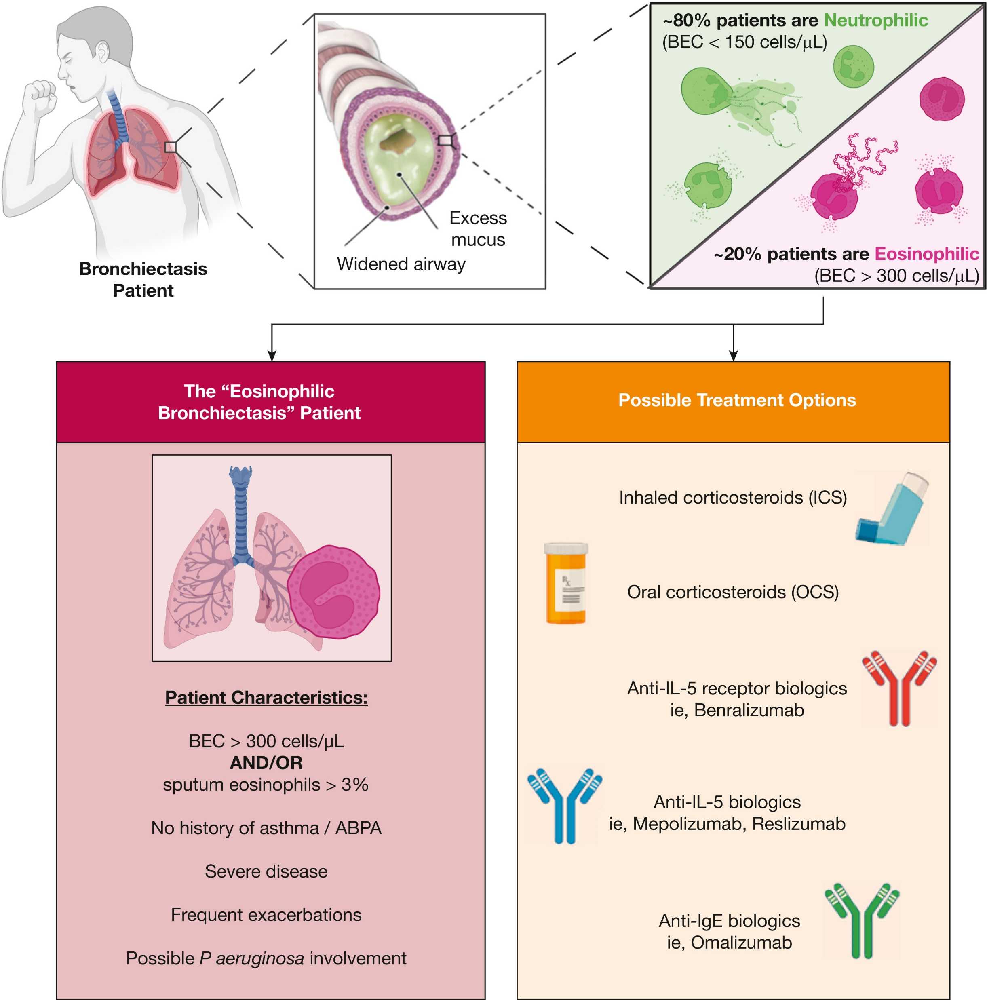 Bronchiectasis
Patient
Excess
mucus
Widened airway
~80% patients are Neutrophilic
(BEC < 150 cells/μL)
~20% patients are Eosinophilic
(BEC > 300 cells/μL)
The “Eosinophilic
Bronchiectasis” Patient
Patient Characteristics:
BEC > 300 cells/μL
AND/OR
sputum eosinophils > 3%
No history of asthma / ABPA
Severe disease
Frequent exacerbations
Possible P aeruginosa involvement
Possible Treatment Options
Inhaled corticosteroids (ICS)
Rx
Oral corticosteroids (OCS)
Anti-IL-5 receptor biologics
ie, Benralizumab
Anti-IL-5 biologics
ie, Mepolizumab, Reslizumab
Anti-IgE biologics
ie, Omalizumab